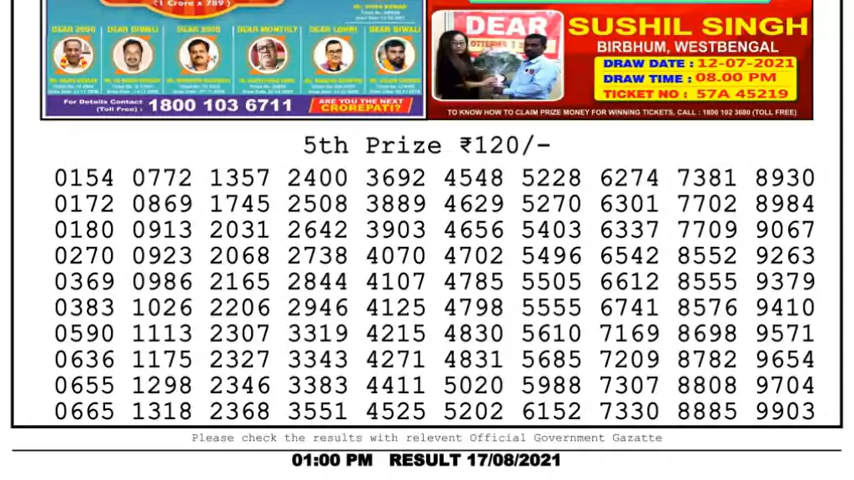 (1 Crore x 789)
DEAR 2000 DEAR DIWALI DEAR 200S DEAR MONTHLY DEAR LOHRI DEAR DIWALI
For Details Contact
(Toll Free) : 1800 103 6711
ARE YOU THE NEXT
CROREPATI?
DEAR
LOTTERIES
SUSHIL SINGH
BIRBHUM, WESTBENGAL
DRAW DATE : 12-07-2021
DRAW TIME : 08.00 PM
TICKET NO : 57A 45219
TO KNOW HOW TO CLAIM PRIZE MONEY FOR WINNING TICKETS, CALL : 1806 102 3680 (TOLL FREE)
5th Prize ₹120/-
0154 0772 1357 2400 3692 4548 5228 6274 7381 8930
0172 0869 1745 2508 3889 4629 5270 6301 7702 8984
0180 0913 2031 2642 3903 4656 5403 6337 7709 9067
0270 0923 2068 2738 4070 4702 5496 6542 8552 9263
0369 0986 2165 2844 4107 4785 5505 6612 8555 9379
0383 1026 2206 2946 4125 4798 5555 6741 8576 9410
0590 1113 2307 3319 4215 4830 5610 7169 8698 9571
0636 1175 2327 3343 4271 4831 5685 7209 8782 9654
0655 1298 2346 3383 4411 5020 5988 7307 8808 9704
0665 1318 2368 3551 4525 5202 6152 7330 8885 9903
Please check the results with relevent Official Government Gazatte
01:00 PM RESULT 17/08/2021